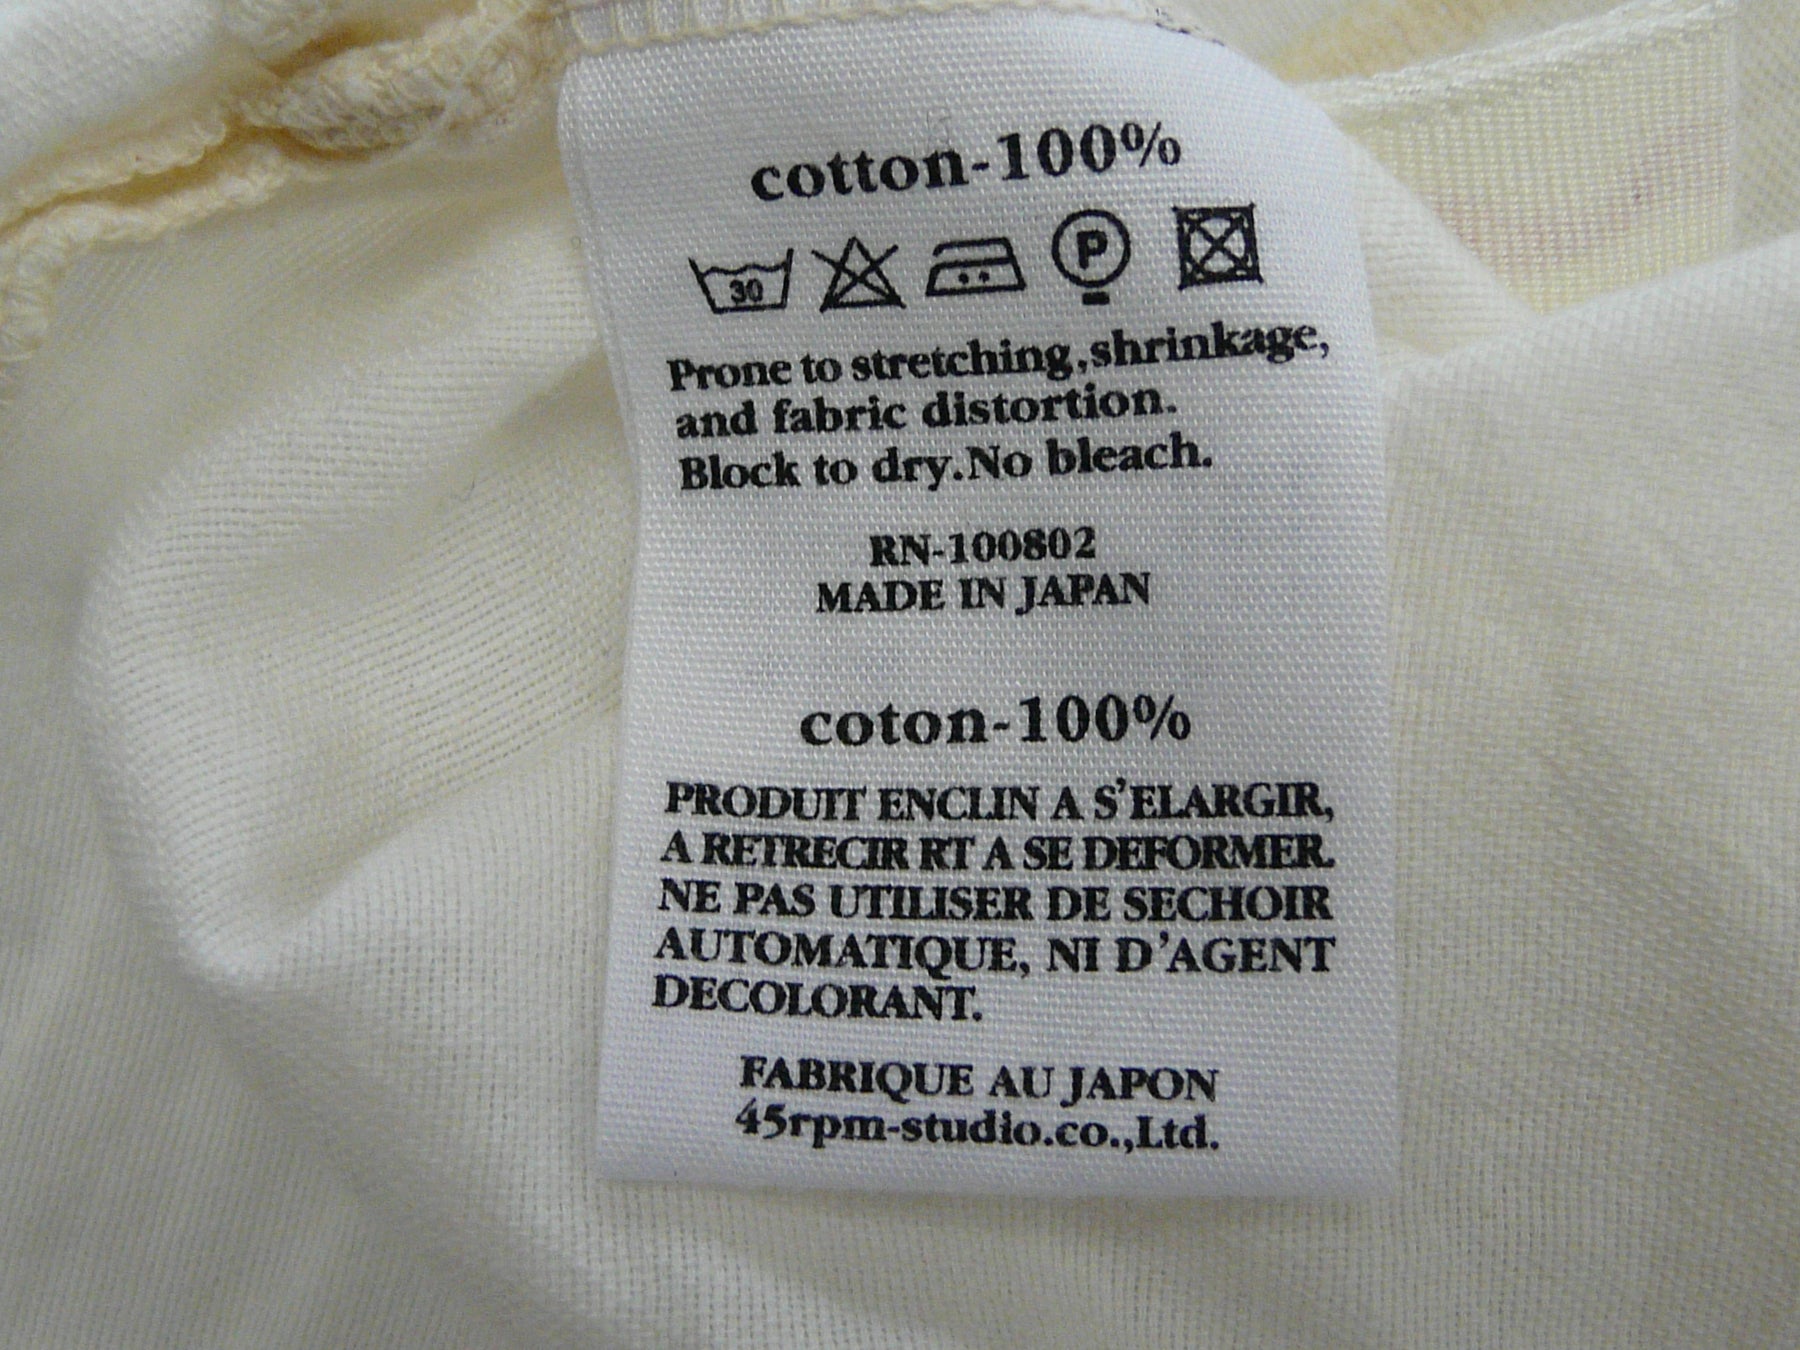 cotton-100%
30 P
Prone to stretching,shrinkage,
and fabric distortion.
Block to dry.No bleach.
RN-100802
MADE IN JAPAN
coton-100%
PRODUIT ENCLIN A S'ELARGIR,
A RETRECIR RT A SE DEFORMER.
NE PAS UTILISER DE SECHOIR
AUTOMATIQUE, NI D'AGENT
DECOLORANT.
FABRIQUE AU JAPON
45rpm-studio.co.,Ltd.